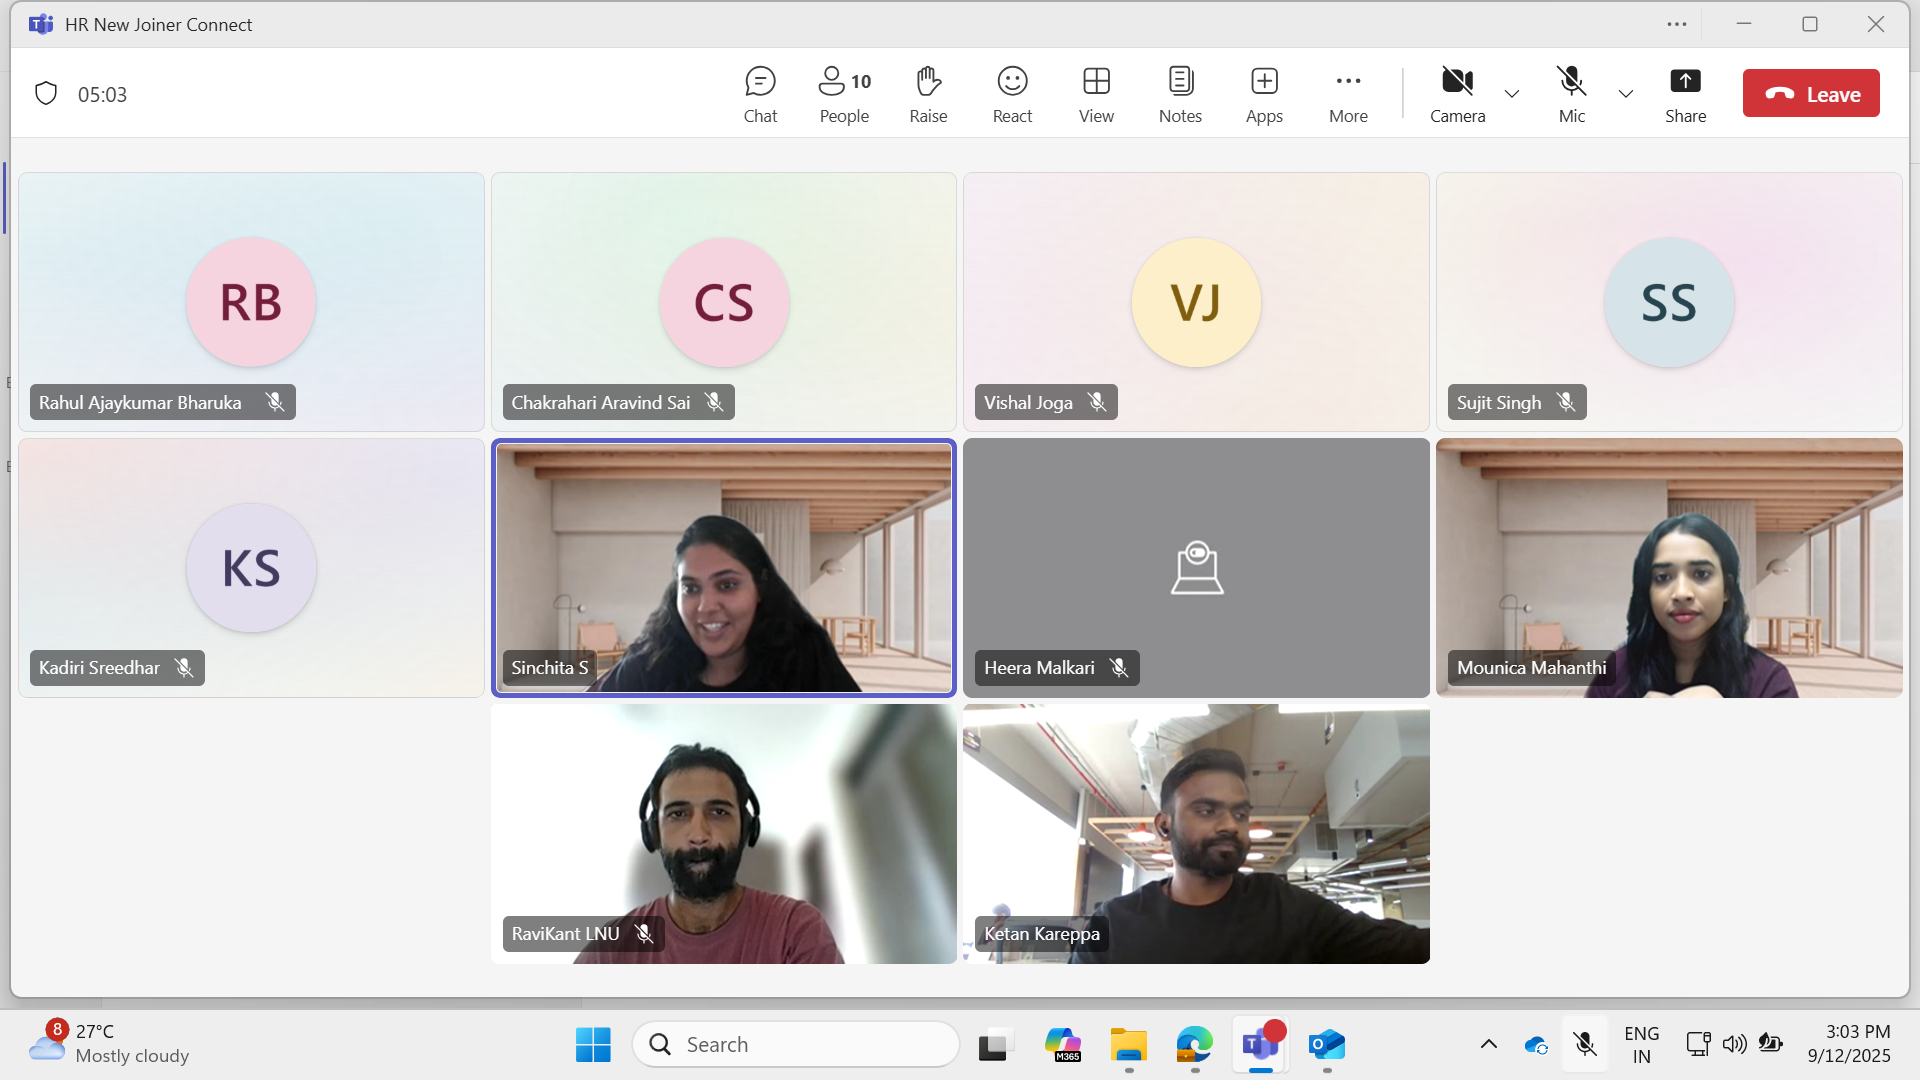 HR New Joiner Connect
05:03
Chat
People 10
Raise
React
View
Notes
Apps
More
Camera
Mic
Share
Leave
RB
Rahul Ajaykumar Bharuka
CS
Chakrahari Aravind Sai
VJ
Vishal Joga
SS
Sujit Singh
KS
Kadiri Sreedhar
Sinchita S
Heera Malkari
Mounica Mahanthi
RaviKant LNU
Ketan Kareppa
8
27°C
Mostly cloudy
Search
M365
ENG
IN
3:03 PM
9/12/2025